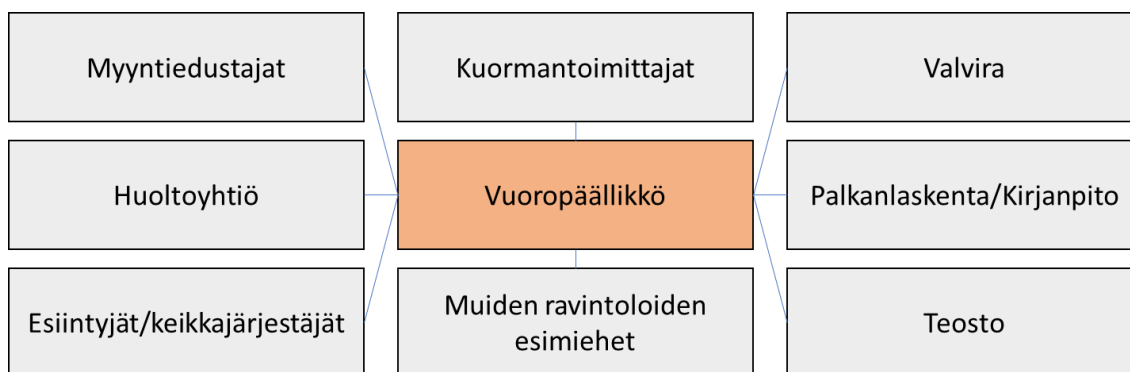 Myyntiedustajat
Kuormantoimittajat
Valvira
Huoltoyhtiö
Vuoropäällikkö
Palkanlaskenta/Kirjanpito
Esiintyjät/keikkajärjestäjät
Muiden ravintoloiden
esimiehet
Teosto